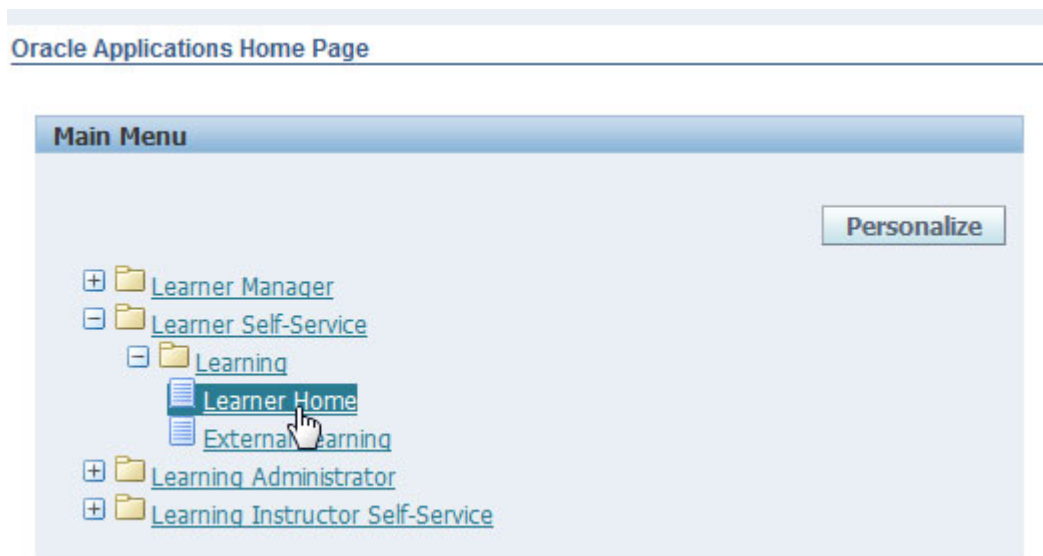 Oracle Applications Home Page
Main Menu
Personalize
Learner Manager
Learner Self-Service
Learning
Learner Home
External Learning
Learning Administrator
Learning Instructor Self-Service